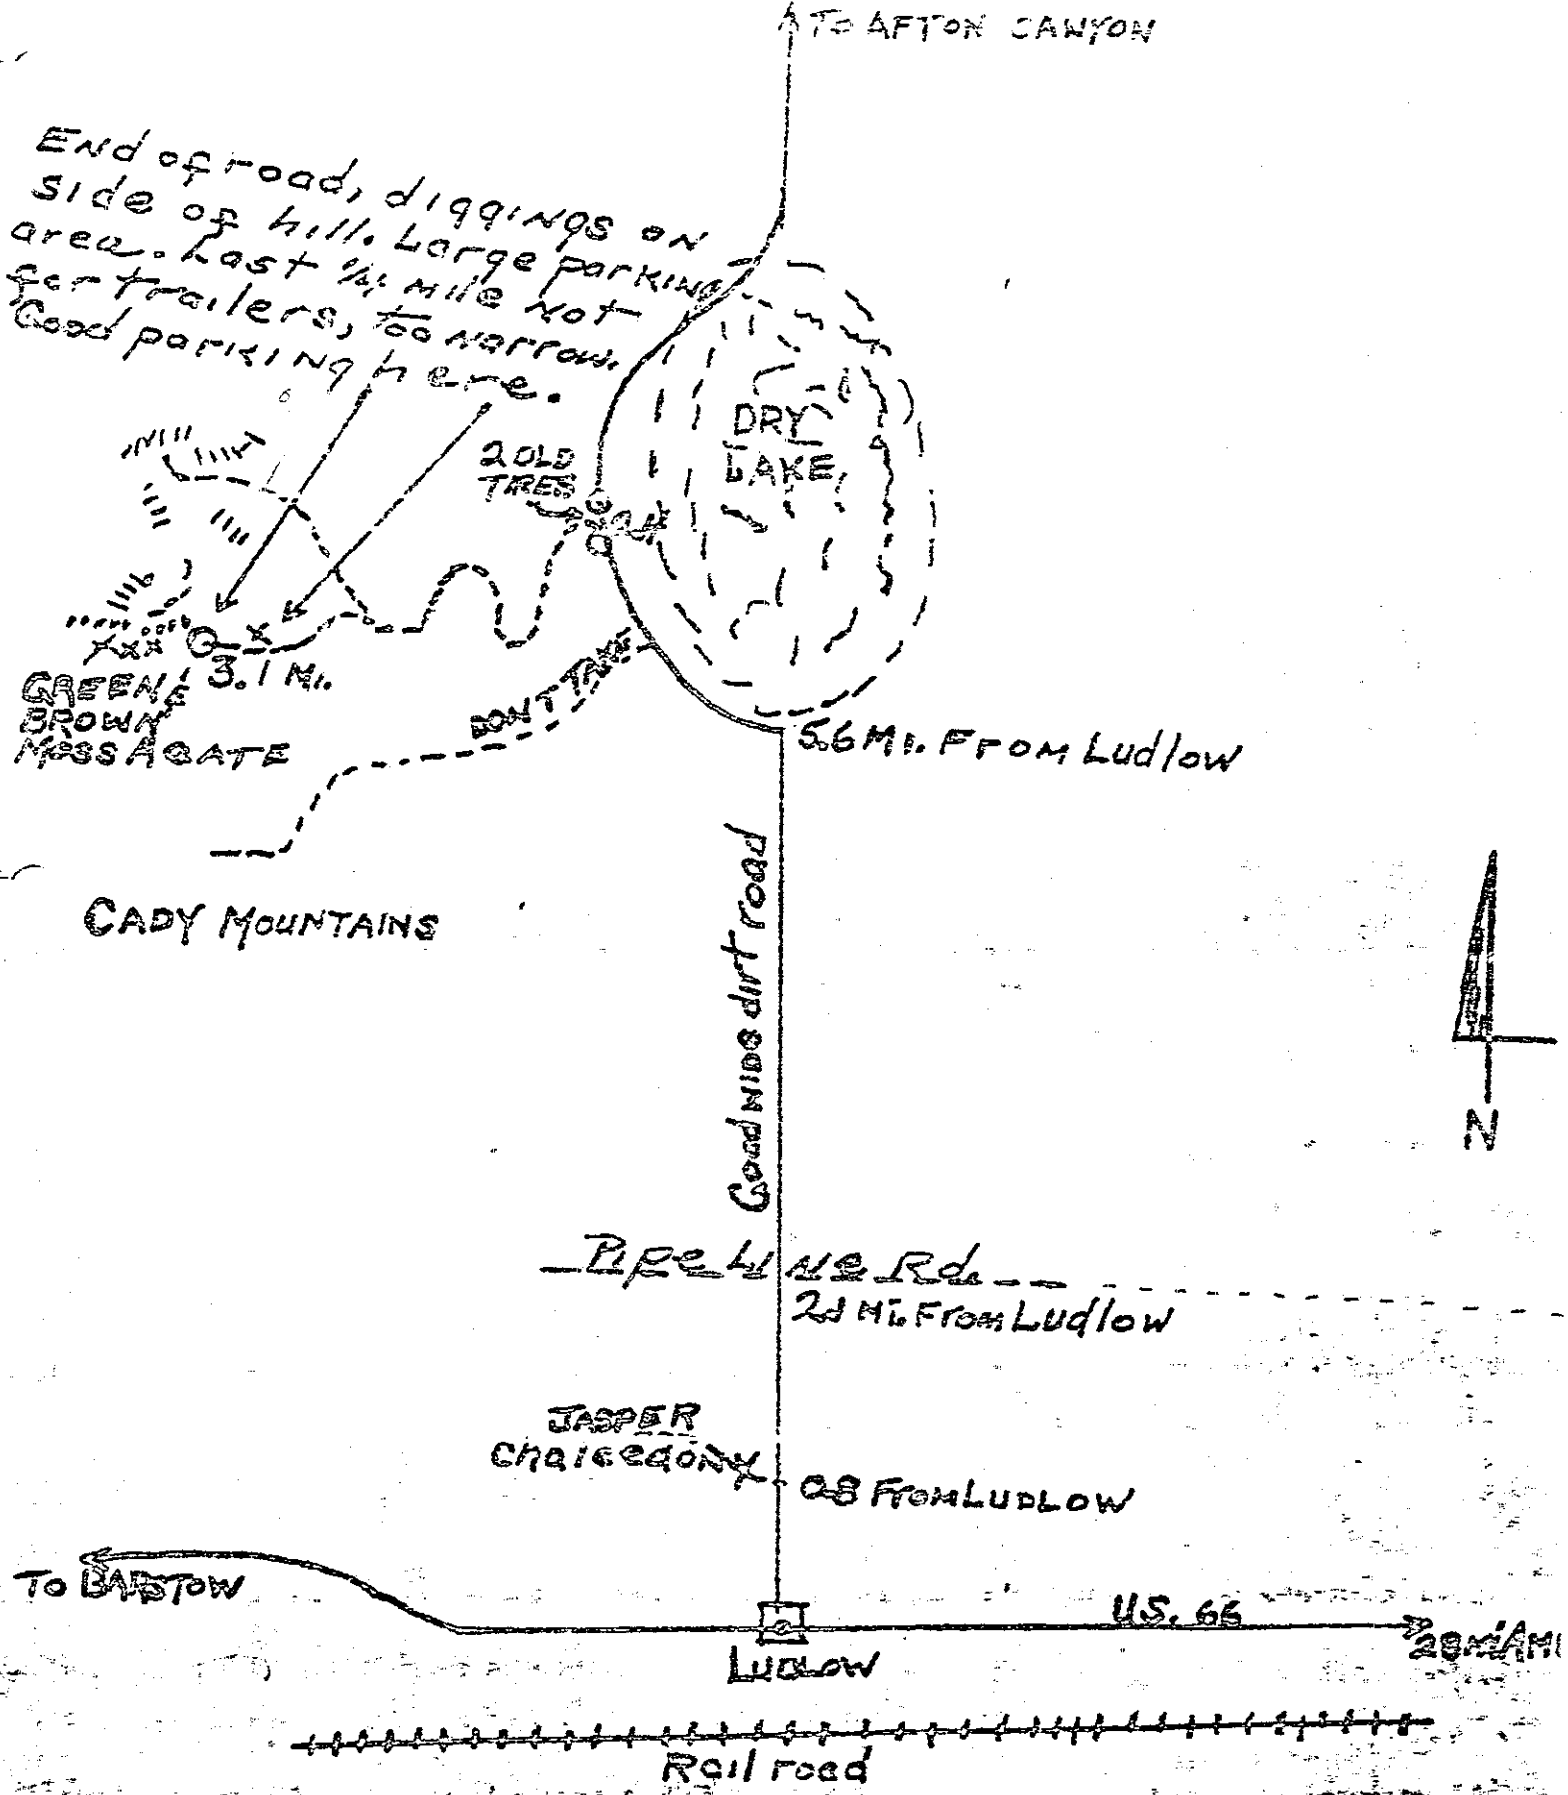 TO AFTON CANYON
End of road, diggings on
side of hill. Large parking
area. Last 1/4 mile not
for trailers, too narrow.
Good parking here.
2 OLD
TIRES
DRY
LAKE
3.1 Mi.
GREEN &
BROWN
MOSS AGATE
DON'T TAKE
5.6 Mi. From Ludlow
CADY MOUNTAINS
Good wide dirt road
N
Pipe Line Rd.
Mi. From Ludlow
JASPER
Chalcedony
0.8 FROM LUDLOW
TO BARSTOW
U.S. 66
LUDLOW
Rail road